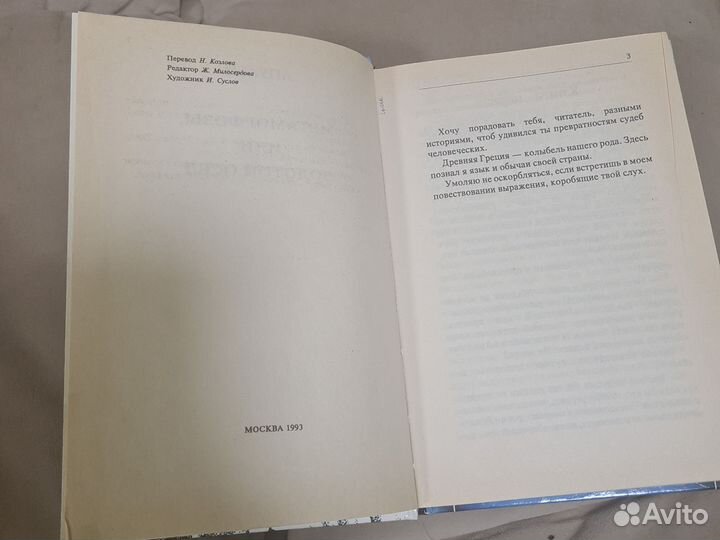 Перевод Н. Козлова
Редактор Ж. Милосердова
Художник И. Суслов
МОСКВА 1993
3
Хочу порадовать тебя, читатель, разными
историями, чтоб удивился ты превратностям судеб
человеческих.
Древняя Греция — колыбель нашего рода. Здесь
познал я язык и обычаи своей страны.
Умоляю не оскорбляться, если встретишь в моем
повествовании выражения, коробящие твой слух.
Avito